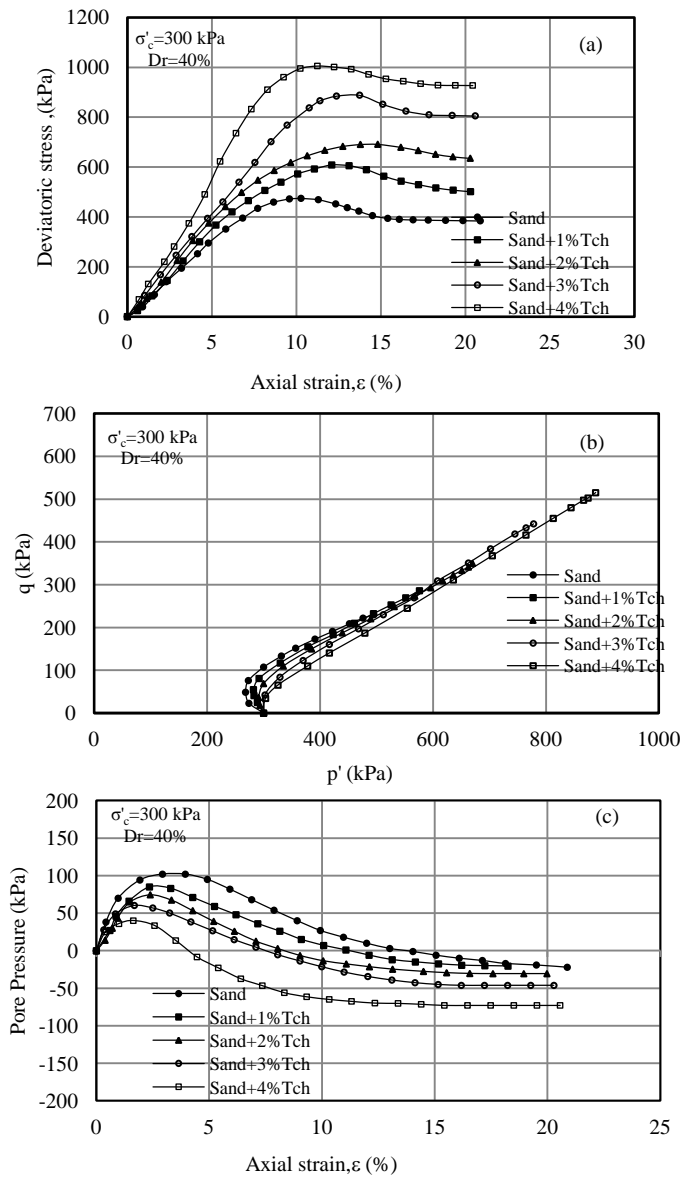 1200
1000
800
600
400
200
0
Deviatoric stress ,(kPa)
σ'c=300 kPa
Dr=40%
(a)
Sand
Sand+1%Tch
Sand+2%Tch
Sand+3%Tch
Sand+4%Tch
0 5 10 15 20 25 30
Axial strain,ε (%)
700
600
500
400
300
200
100
0
q (kPa)
σ'c=300 kPa
Dr=40%
(b)
Sand
Sand+1%Tch
Sand+2%Tch
Sand+3%Tch
Sand+4%Tch
0 200 400 600 800 1000
p' (kPa)
200
150
100
50
0
-50
-100
-150
-200
Pore Pressure (kPa)
σ'c=300 kPa
Dr=40%
(c)
Sand
Sand+1%Tch
Sand+2%Tch
Sand+3%Tch
Sand+4%Tch
0 5 10 15 20 25
Axial strain,ε (%)